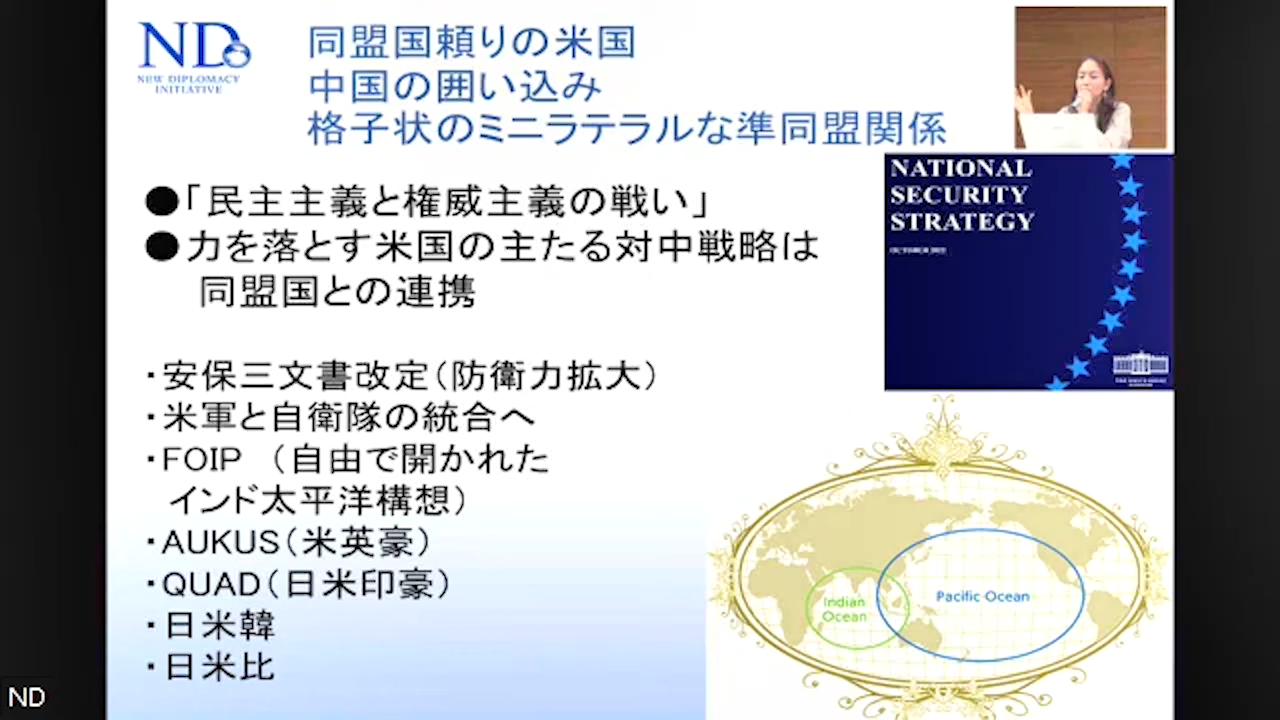 ND
NEW DIPLOMACY
INITIATIVE
同盟国頼りの米国
中国の囲い込み
格子状のミニラテラルな準同盟関係
●「民主主義と権威主義の戦い」
●力を落とす米国の主たる対中戦略は
同盟国との連携
・安保三文書改定（防衛力拡大）
・米軍と自衛隊の統合へ
・FOIP （自由で開かれた
インド太平洋構想）
・AUKUS（米英豪）
・QUAD（日米印豪）
・日米韓
・日米比
NATIONAL
SECURITY
STRATEGY
Indian
Ocean
Pacific Ocean
ND